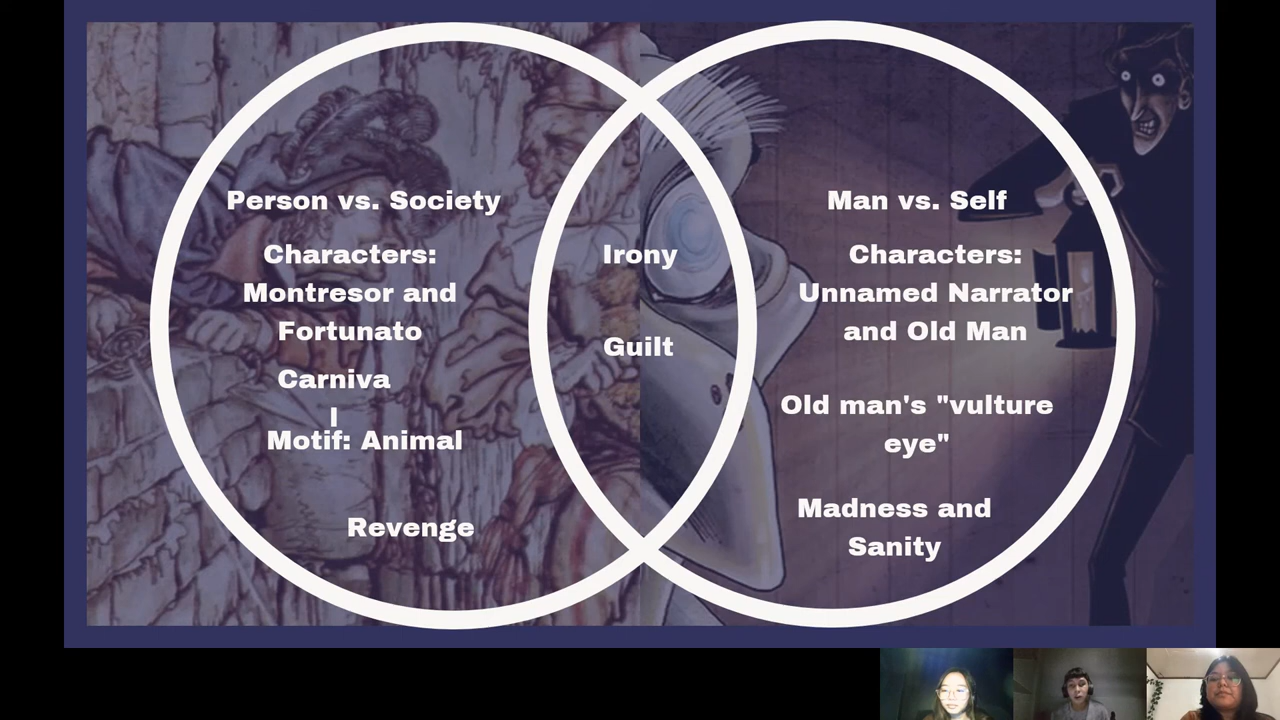 Person vs. Society
Characters:
Montresor and
Fortunato
Carniva
l
Motif: Animal
Revenge
Irony
Guilt
Man vs. Self
Characters:
Unnamed Narrator
and Old Man
Old man's "vulture
eye"
Madness and
Sanity